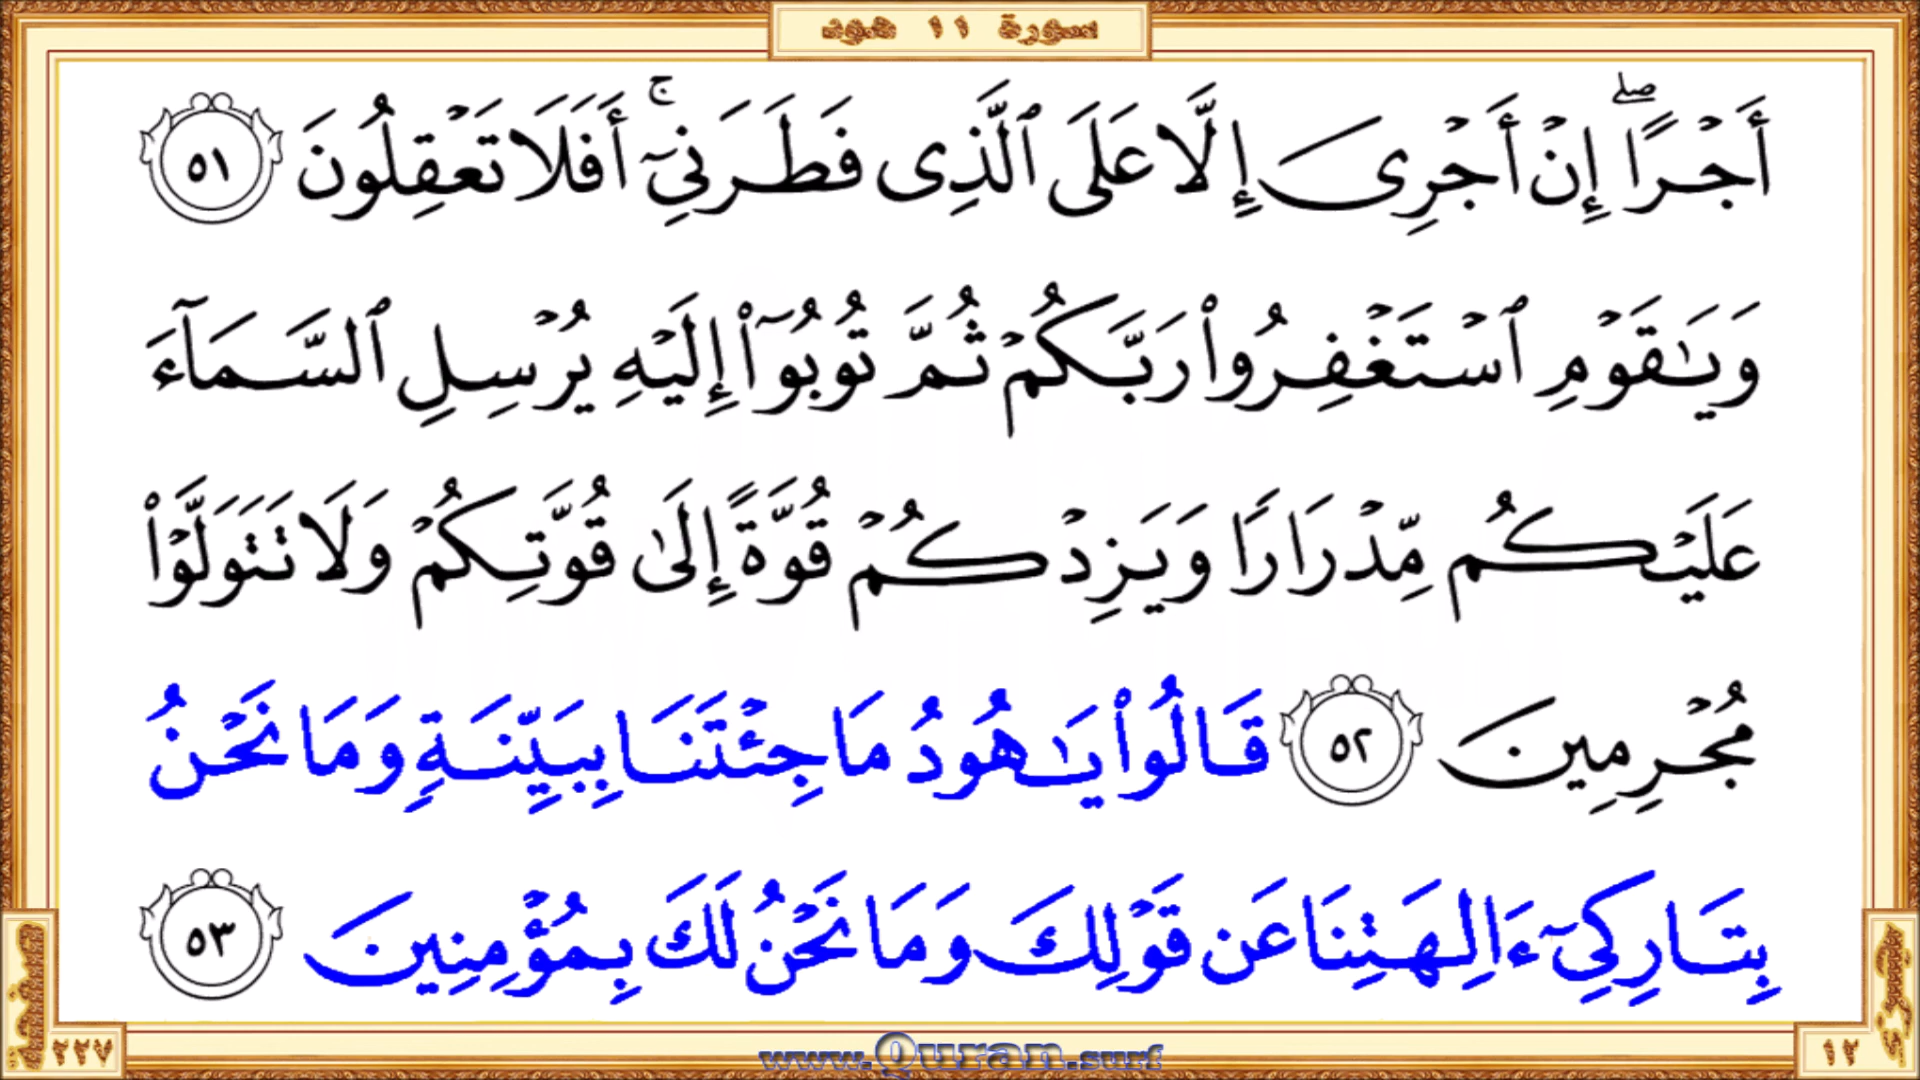 سورة ١١ هود
أَجْرًا ۖ إِنْ أَجْرِىَ إِلَّا عَلَى ٱلَّذِى فَطَرَنِىٓ ۚ أَفَلَا تَعْقِلُونَ ٥١
وَيَـٰقَوْمِ ٱسْتَغْفِرُوا۟ رَبَّكُمْ ثُمَّ تُوبُوٓا۟ إِلَيْهِ يُرْسِلِ ٱلسَّمَآءَ
عَلَيْكُم مِّدْرَارًا وَيَزِدْكُمْ قُوَّةً إِلَىٰ قُوَّتِكُمْ وَلَا تَتَوَلَّوْا۟
مُجْرِمِينَ ٥٢ قَالُوا۟ يَـٰهُودُ مَا جِئْتَنَا بِبَيِّنَةٍ وَمَا نَحْنُ
بِتَارِكِىٓ ءَالِهَتِنَا عَن قَوْلِكَ وَمَا نَحْنُ لَكَ بِمُؤْمِنِينَ ٥٣
صفحة ٢٢٧
www.Quran.surf
١٢